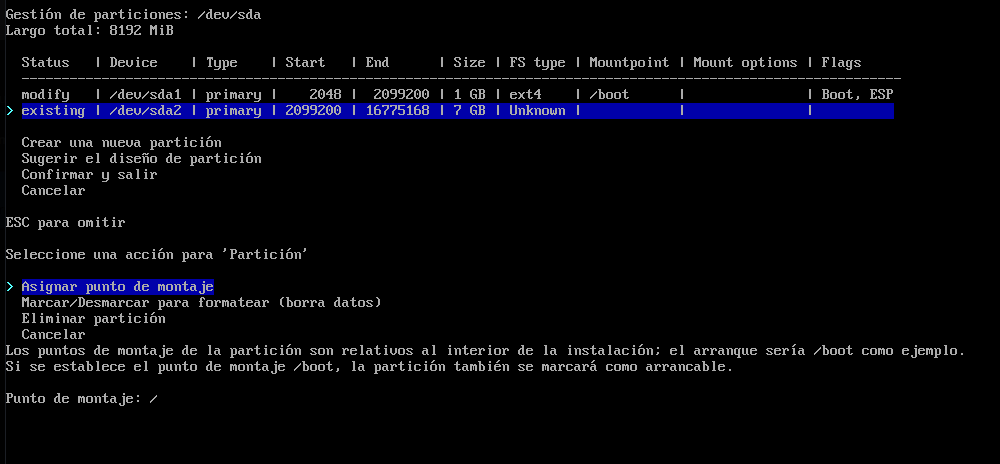 Gestión de particiones: /dev/sda
Largo total: 8192 MiB
Status | Device | Type | Start | End | Size | FS type | Mountpoint | Mount options | Flags
--------------------------------------------------------------------------------------------------------------
modify | /dev/sda1 | primary | 2048 | 2099200 | 1 GB | ext4 | /boot | | Boot, ESP
> existing | /dev/sda2 | primary | 2099200 | 16775168 | 7 GB | Unknown | | |
Crear una nueva partición
Sugerir el diseño de partición
Confirmar y salir
Cancelar
ESC para omitir
Seleccione una acción para 'Partición'
> Asignar punto de montaje
Marcar/Desmarcar para formatear (borra datos)
Eliminar partición
Cancelar
Los puntos de montaje de la partición son relativos al interior de la instalación; el arranque sería /boot como ejemplo.
Si se establece el punto de montaje /boot, la partición también se marcará como arrancable.
Punto de montaje: /